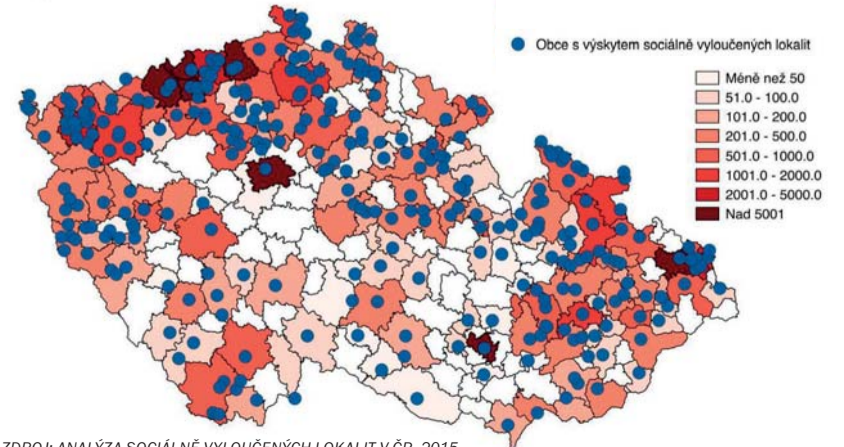 Obce s výskytem sociálně vyloučených lokalit
Méně než 50
51.0 - 100.0
101.0 - 200.0
201.0 - 500.0
501.0 - 1000.0
1001.0 - 2000.0
2001.0 - 5000.0
Nad 5001
ZDROJ: ANALÝZA SOCIÁLNĚ VYLOUČENÝCH LOKALIT V ČR, 2015